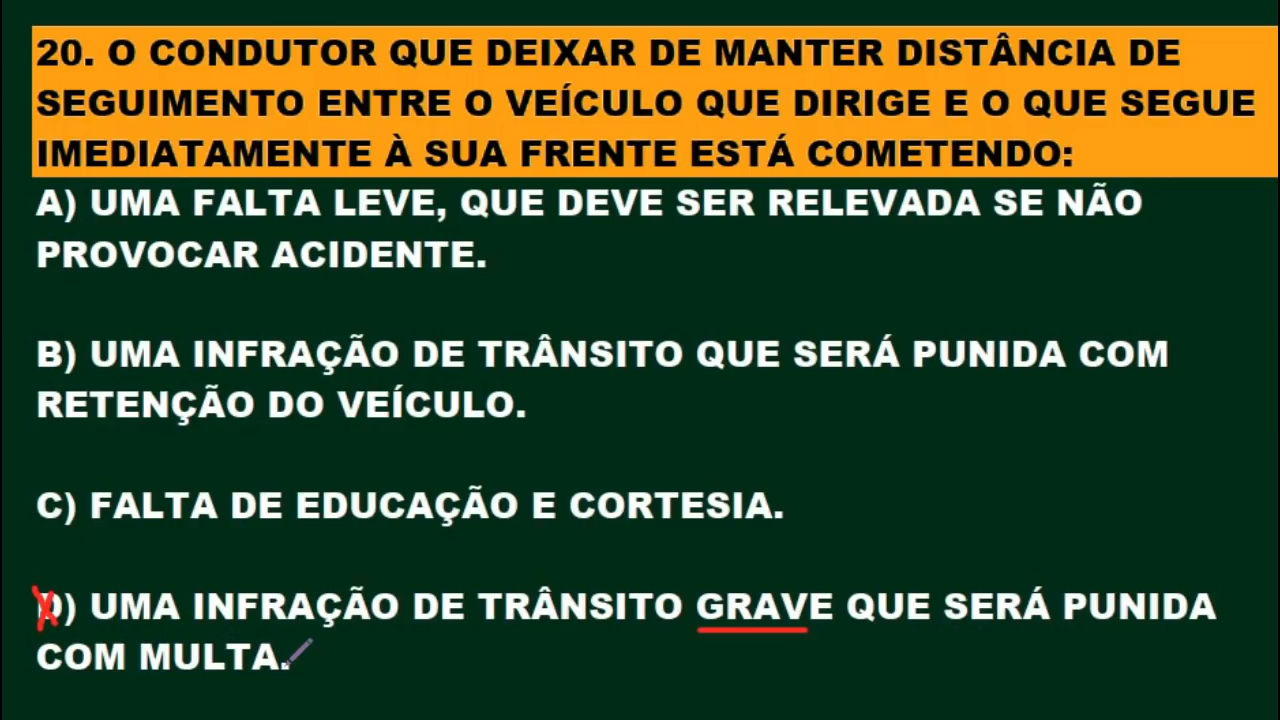 20. O CONDUTOR QUE DEIXAR DE MANTER DISTÂNCIA DE
SEGUIMENTO ENTRE O VEÍCULO QUE DIRIGE E O QUE SEGUE
IMEDIATAMENTE À SUA FRENTE ESTÁ COMETENDO:
A) UMA FALTA LEVE, QUE DEVE SER RELEVADA SE NÃO
PROVOCAR ACIDENTE.
B) UMA INFRAÇÃO DE TRÂNSITO QUE SERÁ PUNIDA COM
RETENÇÃO DO VEÍCULO.
C) FALTA DE EDUCAÇÃO E CORTESIA.
D) UMA INFRAÇÃO DE TRÂNSITO GRAVE QUE SERÁ PUNIDA
COM MULTA.